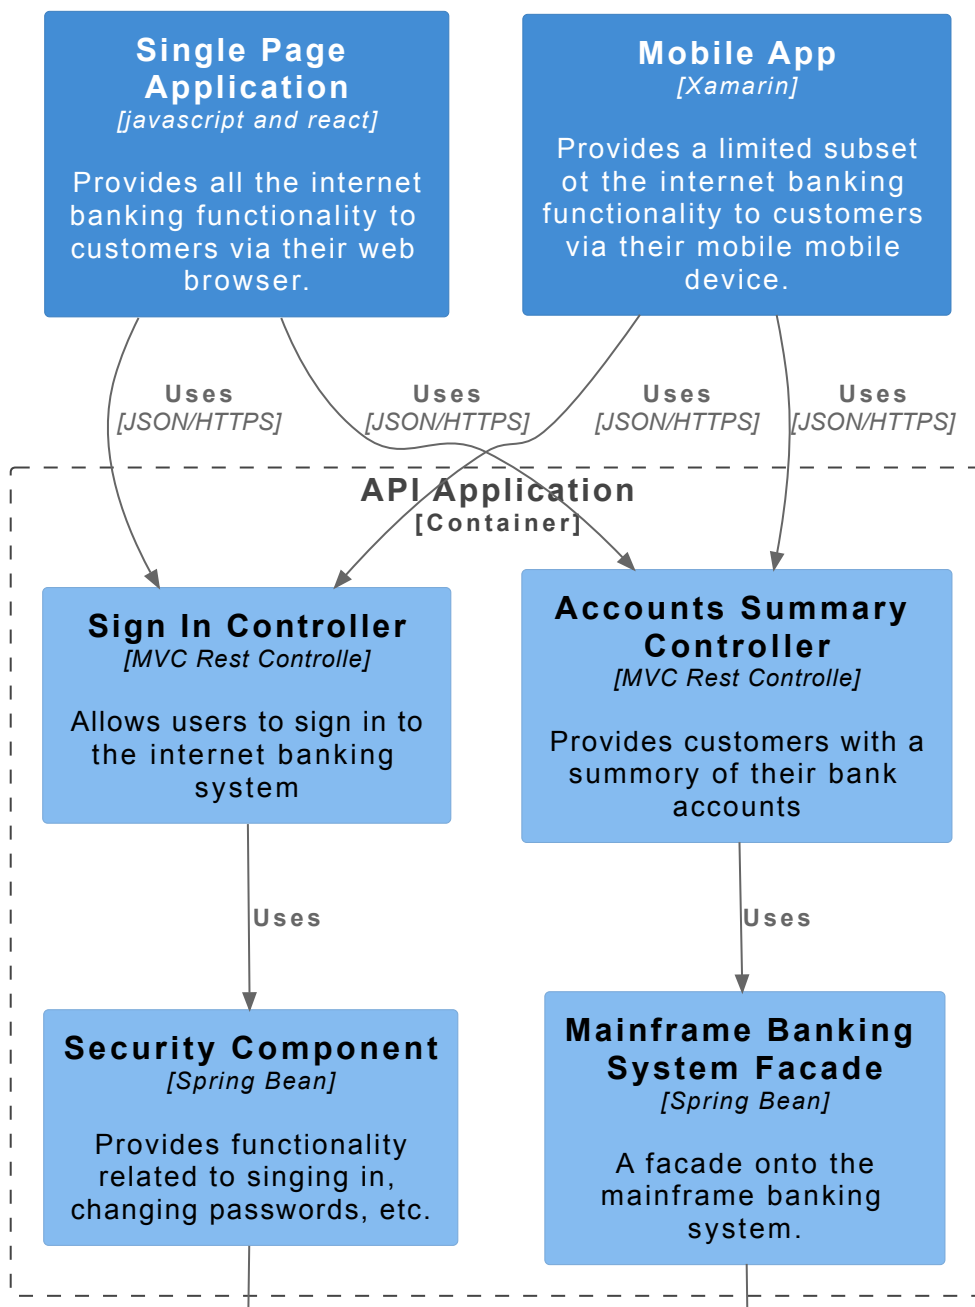 Single Page
Application
[javascript and react]
Provides all the internet
banking functionality to
customers via their web
browser.
Mobile App
[Xamarin]
Provides a limited subset
ot the internet banking
functionality to customers
via their mobile mobile
device.
Uses
[JSON/HTTPS]
Uses
[JSON/HTTPS]
Uses
[JSON/HTTPS]
Uses
[JSON/HTTPS]
API Application
[Container]
Sign In Controller
[MVC Rest Controlle]
Allows users to sign in to
the internet banking
system
Accounts Summary
Controller
[MVC Rest Controlle]
Provides customers with a
summory of their bank
accounts
Uses
Uses
Security Component
[Spring Bean]
Provides functionality
related to singing in,
changing passwords, etc.
Mainframe Banking
System Facade
[Spring Bean]
A facade onto the
mainframe banking
system.